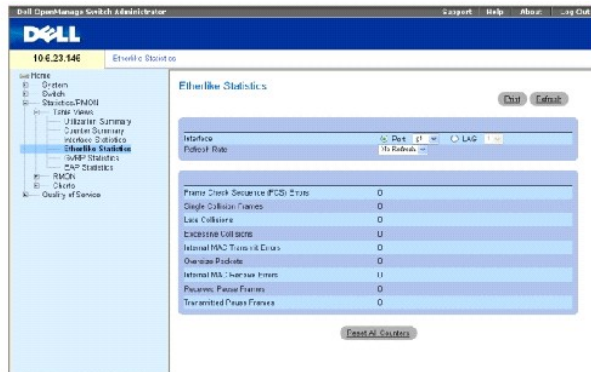 Dell OpenManage Switch Administrator
Support Help About Log Out
DELL
10.6.23.146 Etherlike Statistics
Home
System
Switch
Statistics/RMON
Table Views
Utilization Summary
Counter Summary
Interface Statistics
Etherlike Statistics
GVRP Statistics
EAP Statistics
RMON
Charts
Quality of Service
Etherlike Statistics
Print Refresh
Interface Port g1 LAG 1
Refresh Rate No Refresh
Frame Check Sequence (FCS) Errors 0
Single Collision Frames 0
Late Collisions 0
Excessive Collisions 0
Internal MAC Transmit Errors 0
Oversize Packets 0
Internal MAC Receive Errors 0
Received Pause Frames 0
Transmitted Pause Frames 0
Reset All Counters